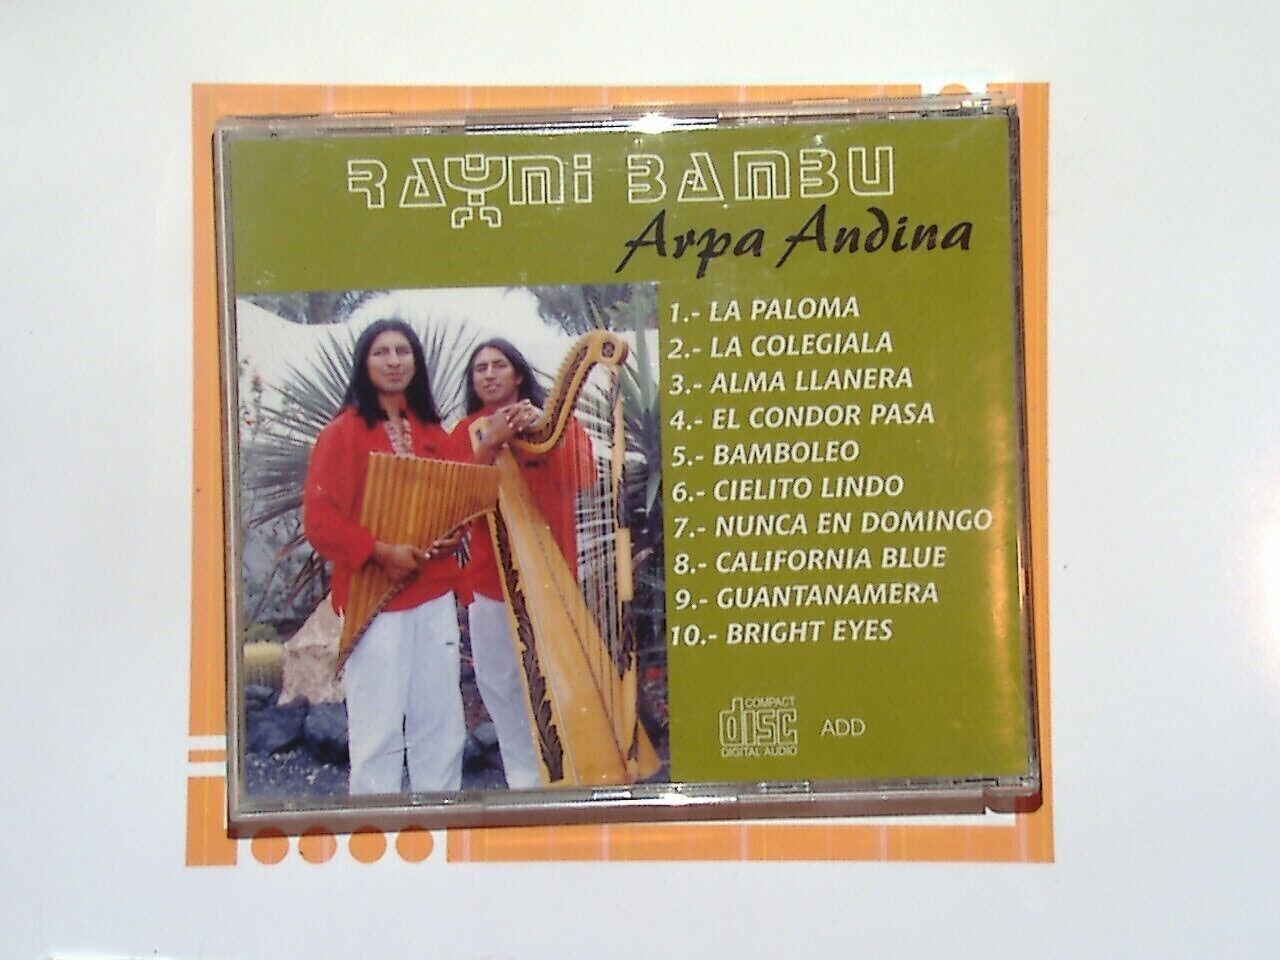 RAYMI BAMBU
Arpa Andina
1.- LA PALOMA
2.- LA COLEGIALA
3.- ALMA LLANERA
4.- EL CONDOR PASA
5.- BAMBOLEO
6.- CIELITO LINDO
7.- NUNCA EN DOMINGO
8.- CALIFORNIA BLUE
9.- GUANTANAMERA
10.- BRIGHT EYES
COMPACT
disc
DIGITAL AUDIO
ADD